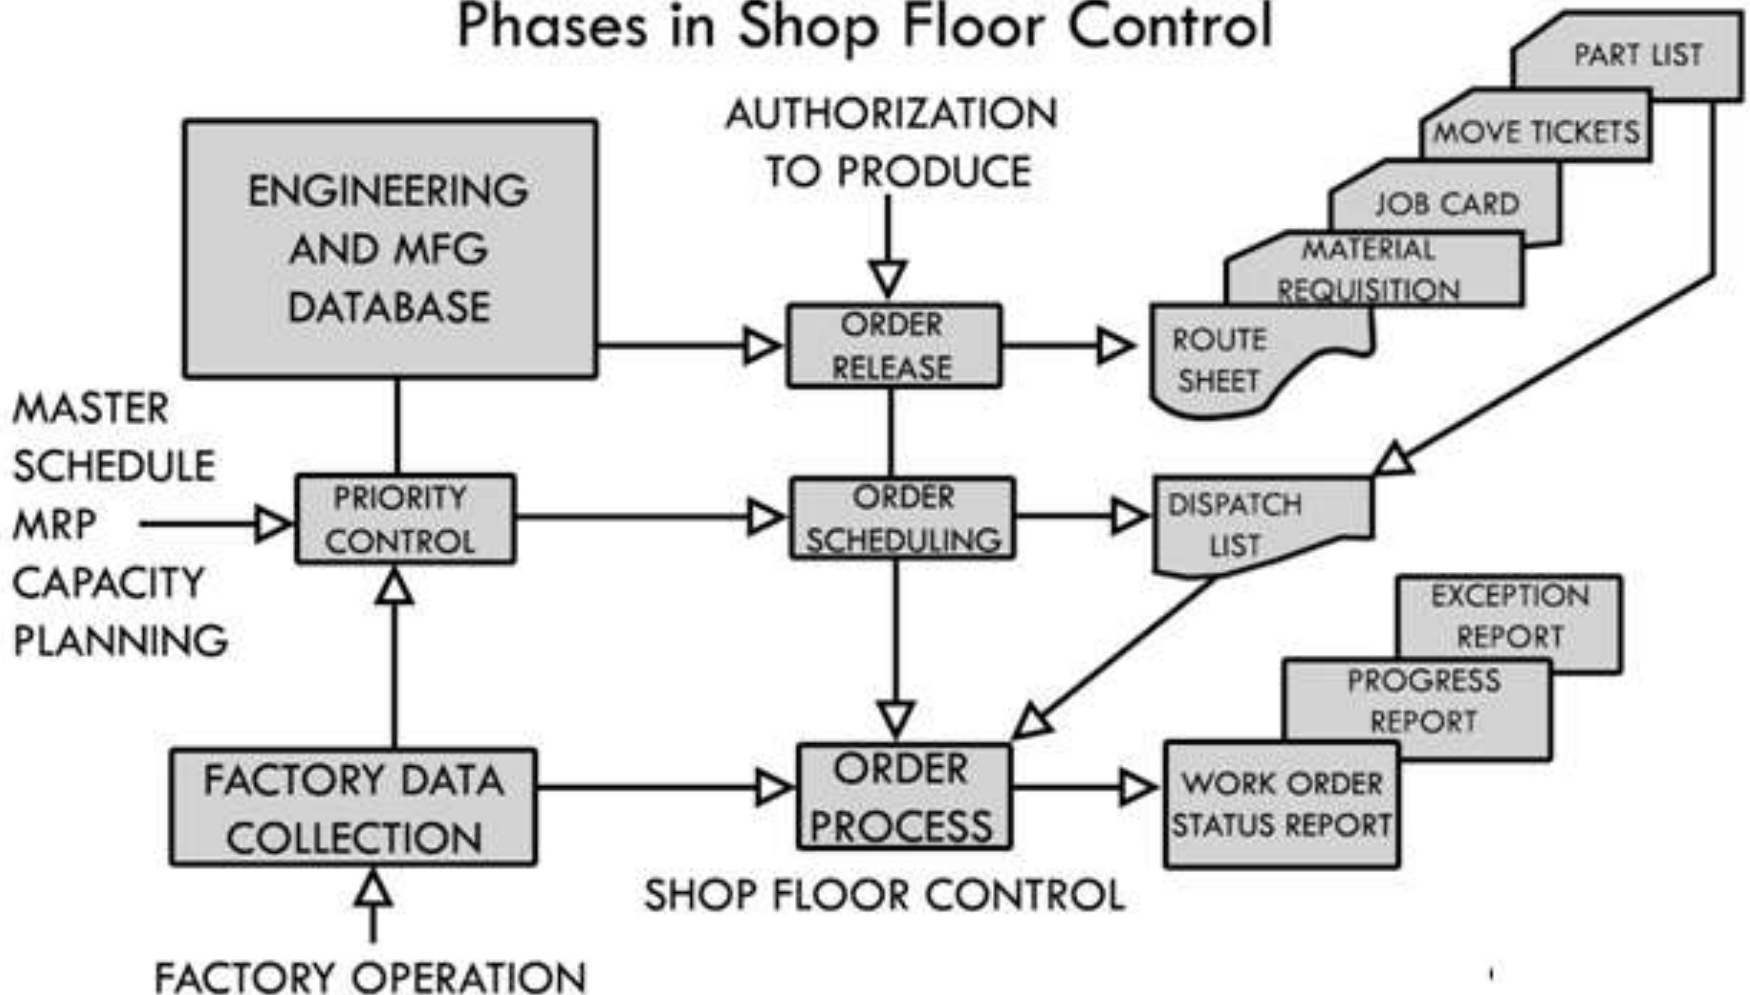 Phases in Shop Floor Control
AUTHORIZATION
TO PRODUCE
ENGINEERING
AND MFG
DATABASE
ORDER
RELEASE
PART LIST
MOVE TICKETS
JOB CARD
MATERIAL
REQUISITION
ROUTE
SHEET
MASTER
SCHEDULE
MRP
CAPACITY
PLANNING
PRIORITY
CONTROL
ORDER
SCHEDULING
DISPATCH
LIST
EXCEPTION
REPORT
PROGRESS
REPORT
WORK ORDER
STATUS REPORT
FACTORY DATA
COLLECTION
ORDER
PROCESS
SHOP FLOOR CONTROL
FACTORY OPERATION